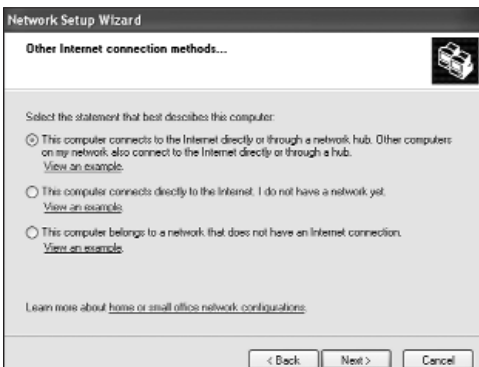 Network Setup Wizard
Other Internet connection methods...
Select the statement that best describes this computer:
This computer connects to the Internet directly or through a network hub. Other computers
on my network also connect to the Internet directly or through a hub.
View an example.
This computer connects directly to the Internet. I do not have a network yet.
View an example.
This computer belongs to a network that does not have an Internet connection.
View an example.
Learn more about home or small office network configurations.
< Back Next > Cancel